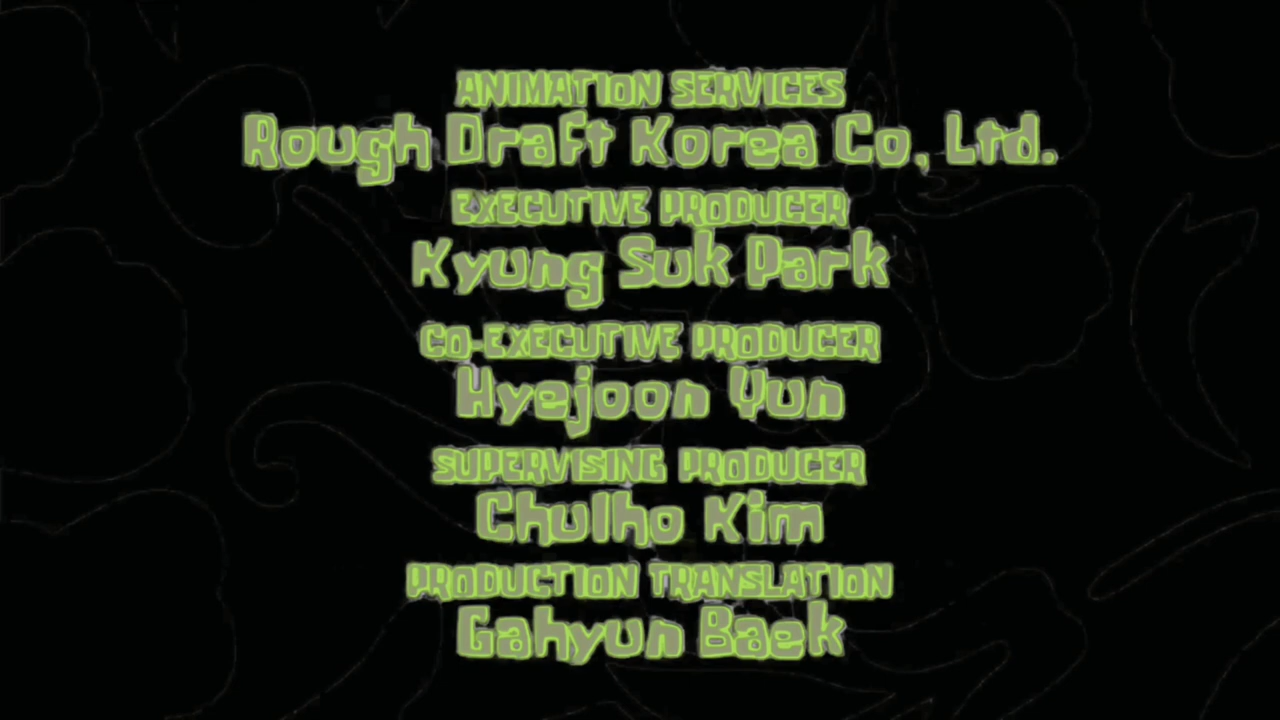 ANIMATION SERVICES
Rough Draft Korea Co, Ltd.
EXECUTIVE PRODUCER
Kyung Suk Park
CO-EXECUTIVE PRODUCER
Hyejoon Yun
SUPERVISING PRODUCER
Chulho Kim
PRODUCTION TRANSLATION
Gahyun Baek